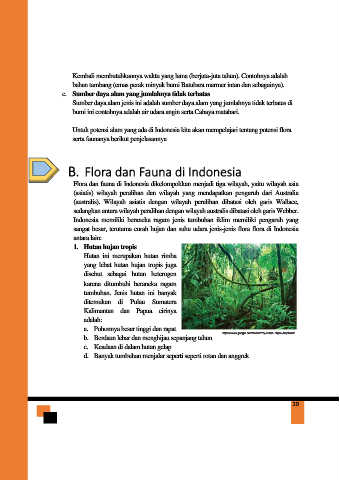 Kembali membutuhkannya waktu yang lama (berjuta-juta tahun). Contohnya adalah
bahan tambang (emas perak minyak bumi Batubara marmer intan dan sebagainya).
c. Sumber daya alam yang jumlahnya tidak terbatas
Sumber daya alam jenis ini adalah sumber daya alam yang jumlahnya tidak terbatas di
bumi ini contohnya adalah air udara angin serta Cahaya matahari.
Untuk potensi alam yang ada di Indonesia kita akan mempelajari tentang potensi flora
serta faunanya berikut penjelasannya
B. Flora dan Fauna di Indonesia
Flora dan fauna di Indonesia dikelompokkan menjadi tiga wilayah, yaitu wilayah asia
(asiatis) wilayah peralihan dan wilayah yang mendapatkan pengaruh dari Australia
(australis). Wilayah asiatis dengan wilayah peralihan dibatasi oleh garis Wallace,
sedangkan antara wilayah peralihan dengan wilayah australis dibatasi oleh garis Webber.
Indonesia memiliki beraneka ragam jenis tumbuhan iklim memiliki pengaruh yang
sangat besar, terutama curah hujan dan suhu udara jenis-jenis flora flora di Indonesia
antara lain:
1. Hutan hujan tropis
Hutan ini merupakan hutan rimba
yang lebat hutan hujan tropis juga
disebut sebagai hutan heterogen
karena ditumbuhi beraneka ragam
tumbuhan. Jenis hutan ini banyak
ditemukan di Pulau Sumatera
Kalimantan dan Papua cirinya
adalah:
a. Pohonnya besar tinggi dan rapat
b. Berdaun lebar dan menghijau sepanjang tahun
c. Keadaan di dalam hutan gelap
d. Banyak tumbuhan menjalar seperti seperti rotan dan anggrek